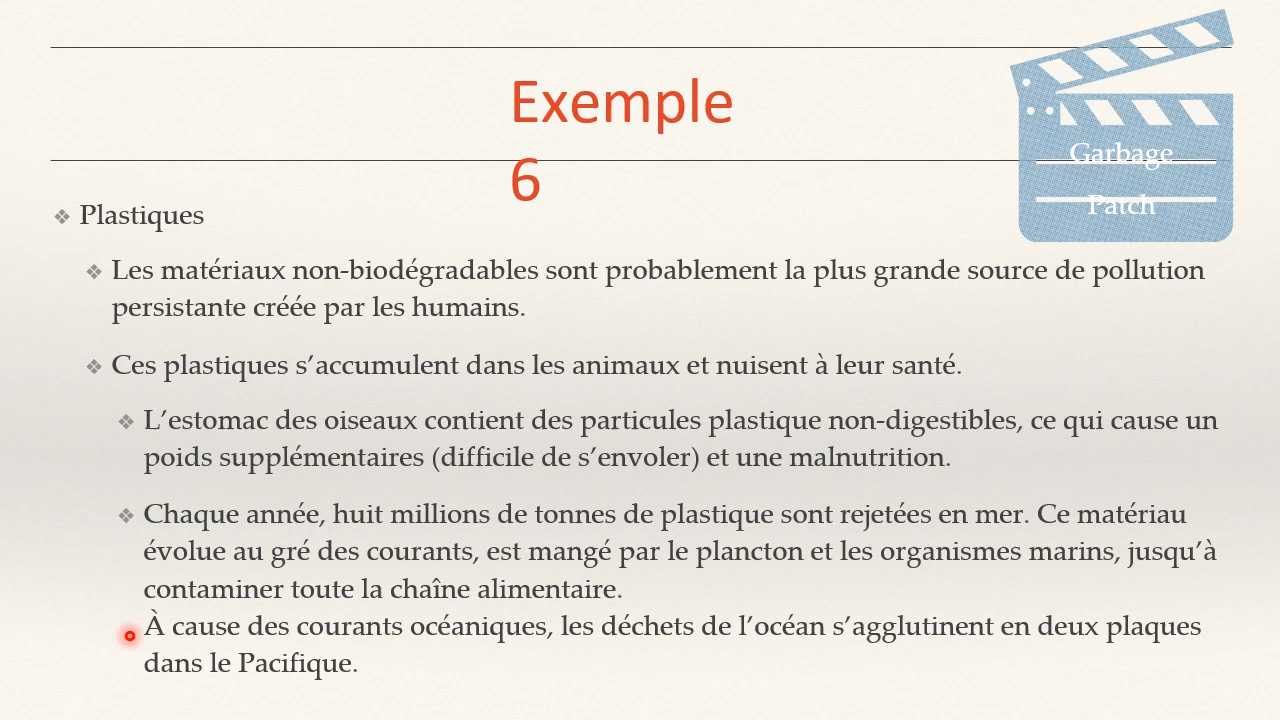 Exemple
6
Garbage
Patch
Plastiques
Les matériaux non-biodégradables sont probablement la plus grande source de pollution
persistante créée par les humains.
Ces plastiques s’accumulent dans les animaux et nuisent à leur santé.
L’estomac des oiseaux contient des particules plastique non-digestibles, ce qui cause un
poids supplémentaires (difficile de s’envoler) et une malnutrition.
Chaque année, huit millions de tonnes de plastique sont rejetées en mer. Ce matériau
évolue au gré des courants, est mangé par le plancton et les organismes marins, jusqu’à
contaminer toute la chaîne alimentaire.
À cause des courants océaniques, les déchets de l’océan s’agglutinent en deux plaques
dans le Pacifique.